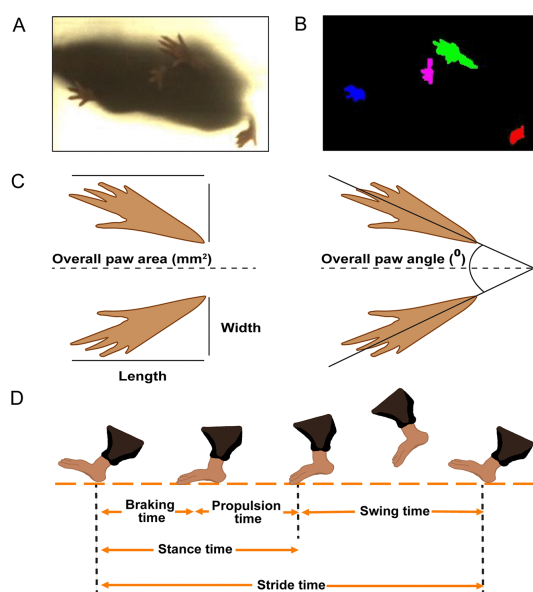 A
B
C
Overall paw area (mm²)
Width
Length
Overall paw angle (⁰)
D
Braking
time
Propulsion
time
Swing time
Stance time
Stride time